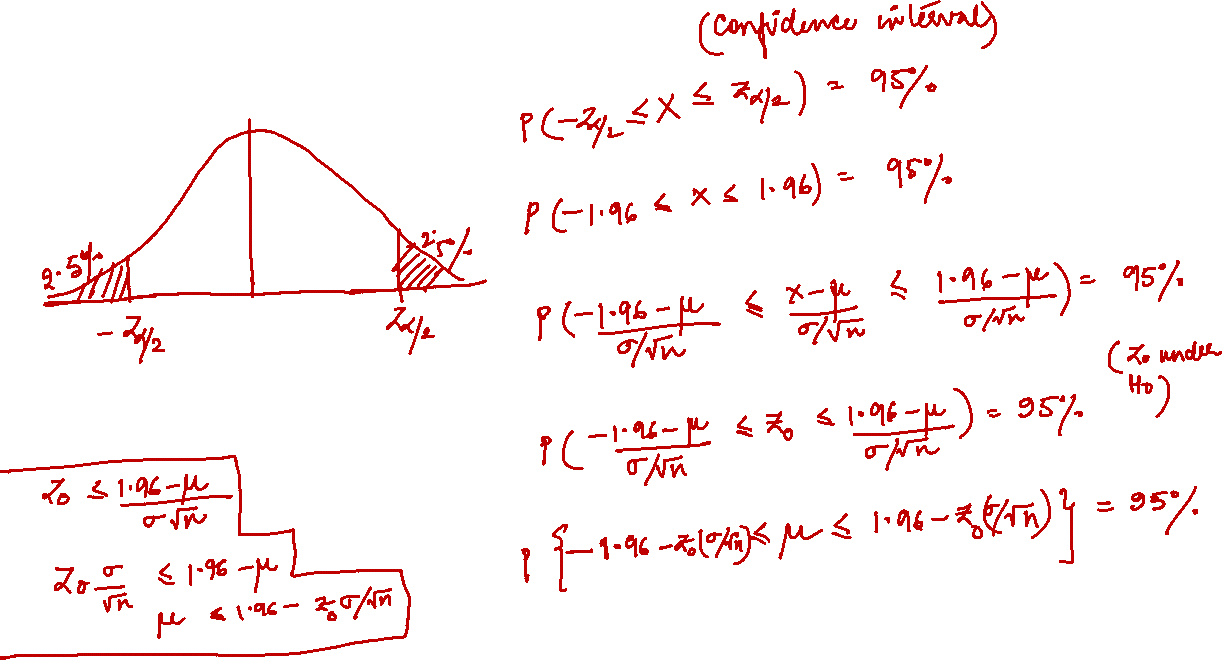 (confidence interval)
P(-Zα/2 ≤ X ≤ Zα/2) = 95%
P(-1.96 ≤ x ≤ 1.96) = 95%
2.5%
2.5%
-Zα/2
Zα/2
P(-1.96-μ / σ/√n ≤ x-μ / σ/√n ≤ 1.96-μ / σ/√n) = 95%
(Z0 under H0)
P(-1.96-μ / σ/√n ≤ Z0 ≤ 1.96-μ / σ/√n) = 95%
P{-1.96-Z0(σ/√n) ≤ μ ≤ 1.96-Z0(σ/√n)} = 95%
Z0 ≤ 1.96-μ / σ√n
Z0 σ/√n ≤ 1.96-μ
μ ≤ 1.96-Z0σ/√n